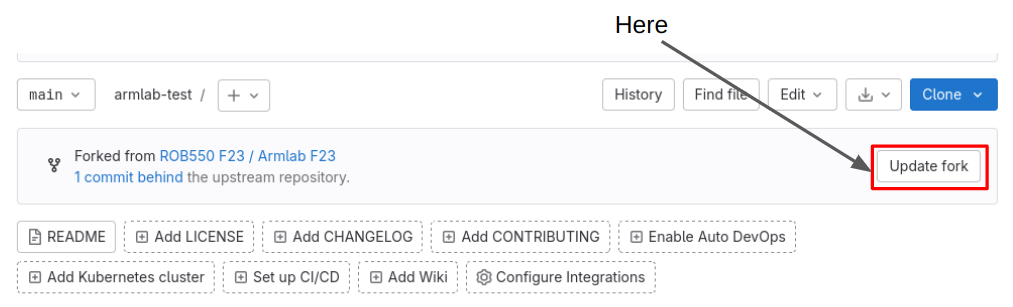 Here
main armlab-test / + History Find file Edit Clone
Forked from ROB550 F23 / Armlab F23 Update fork
1 commit behind the upstream repository.
README Add LICENSE Add CHANGELOG Add CONTRIBUTING Enable Auto DevOps
Add Kubernetes cluster Set up CI/CD Add Wiki Configure Integrations